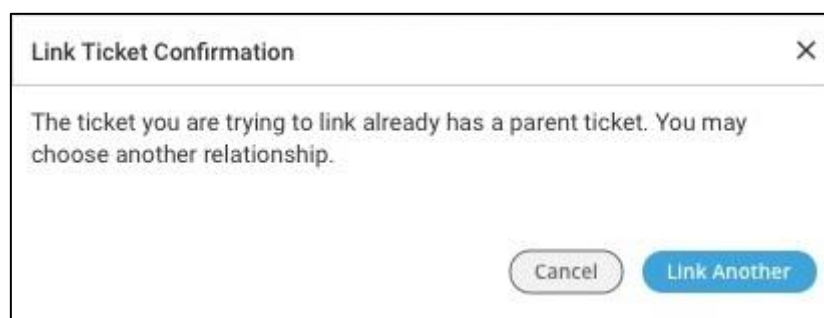 Link Ticket Confirmation
The ticket you are trying to link already has a parent ticket. You may
choose another relationship.
Cancel
Link Another